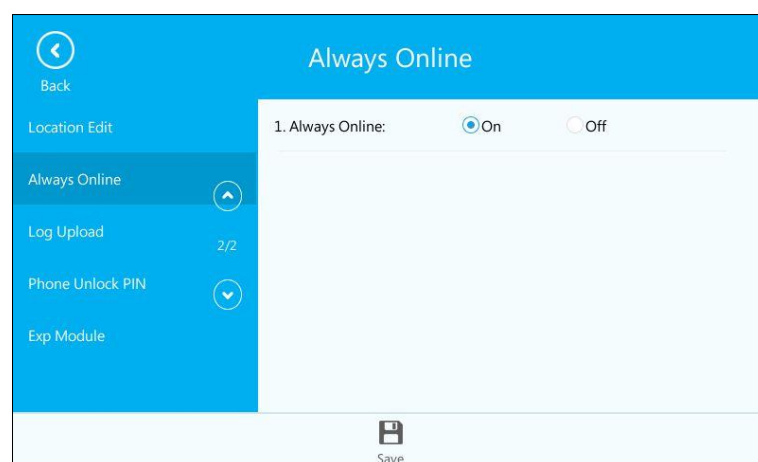 Always Online
Back
Location Edit
1. Always Online: On Off
Always Online
Log Upload
2/2
Phone Unlock PIN
Exp Module
Save